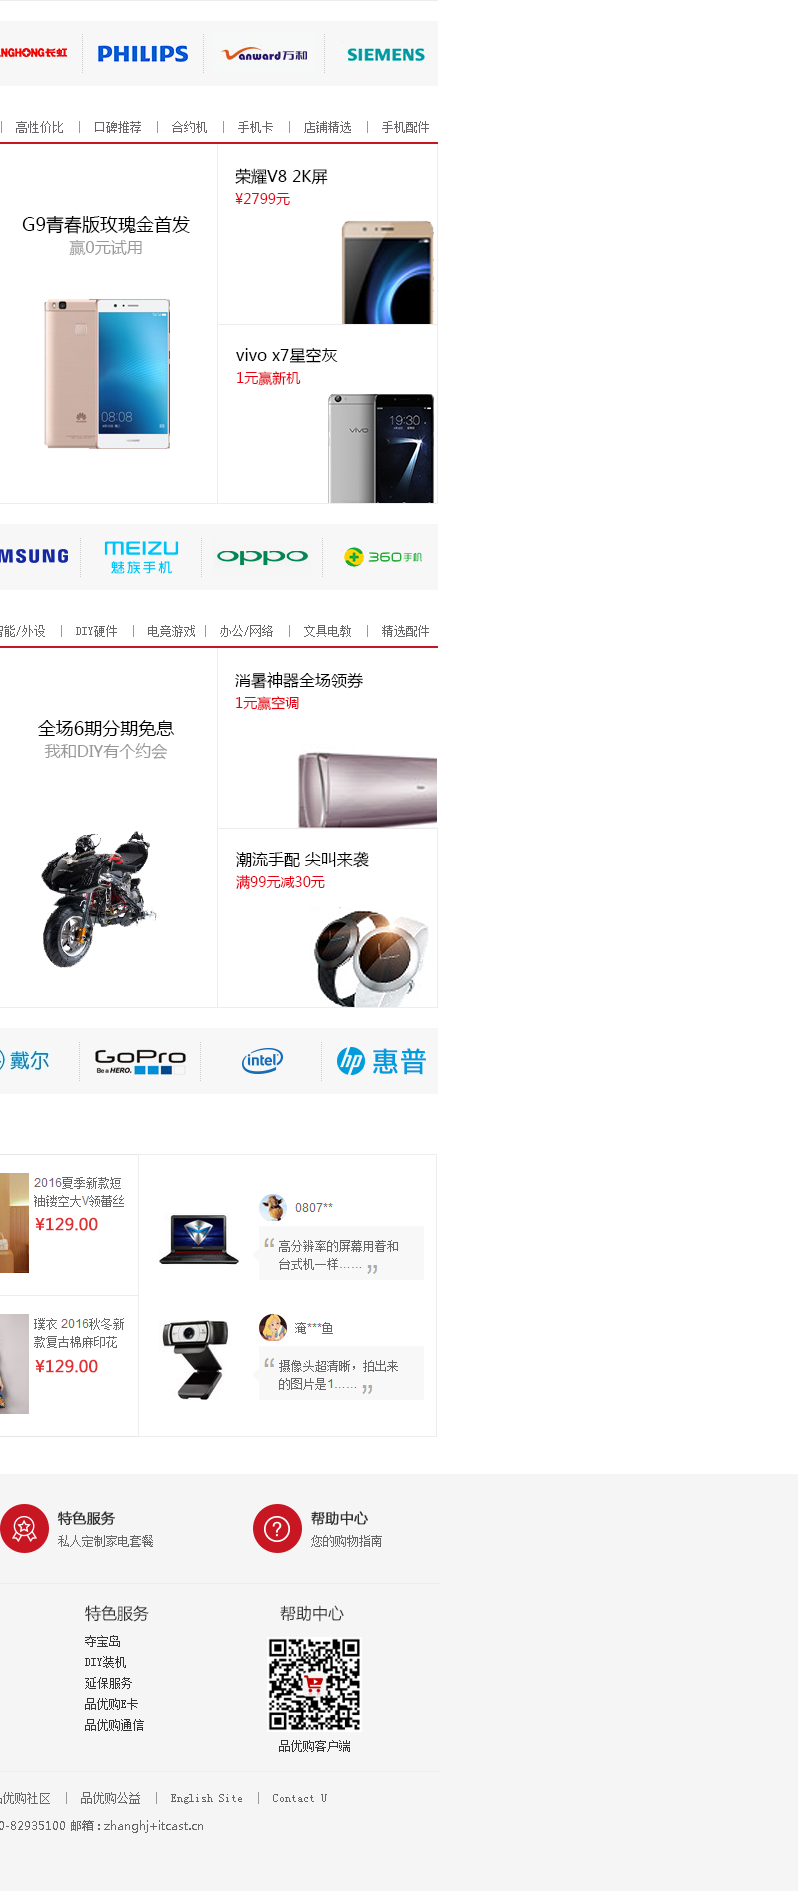 NGHONG长虹
PHILIPS
Vanward万和
SIEMENS
高性价比
口碑推荐
合约机
手机卡
店铺精选
手机配件
G9青春版玫瑰金首发
赢0元试用
08:08
HUAWEI
荣耀V8 2K屏
¥2799元
vivo x7星空灰
1元赢新机
vivo
19:30
MSUNG
MEIZU
魅族手机
oppo
360手机
能/外设
DIY硬件
电竞游戏
办公/网络
文具电教
精选配件
全场6期分期免息
我和DIY有个约会
消暑神器全场领券
1元赢空调
潮流手配 尖叫来袭
满99元减30元
戴尔
GoPro
Be a HERO.
intel
hp 惠普
2016夏季新款短
袖镂空大V领蕾丝
¥129.00
璞衣 2016秋冬新
款复古棉麻印花
¥129.00
0807**
“ 高分辨率的屏幕用着和
台式机一样…… ”
淹***鱼
“ 摄像头超清晰，拍出来
的图片是1…… ”
特色服务
私人定制家电套餐
帮助中心
您的购物指南
特色服务
夺宝岛
DIY装机
延保服务
品优购E卡
品优购通信
帮助中心
品优购客户端
优购社区
品优购公益
English Site
Contact U
0-82935100 邮箱：zhanghj+itcast.cn